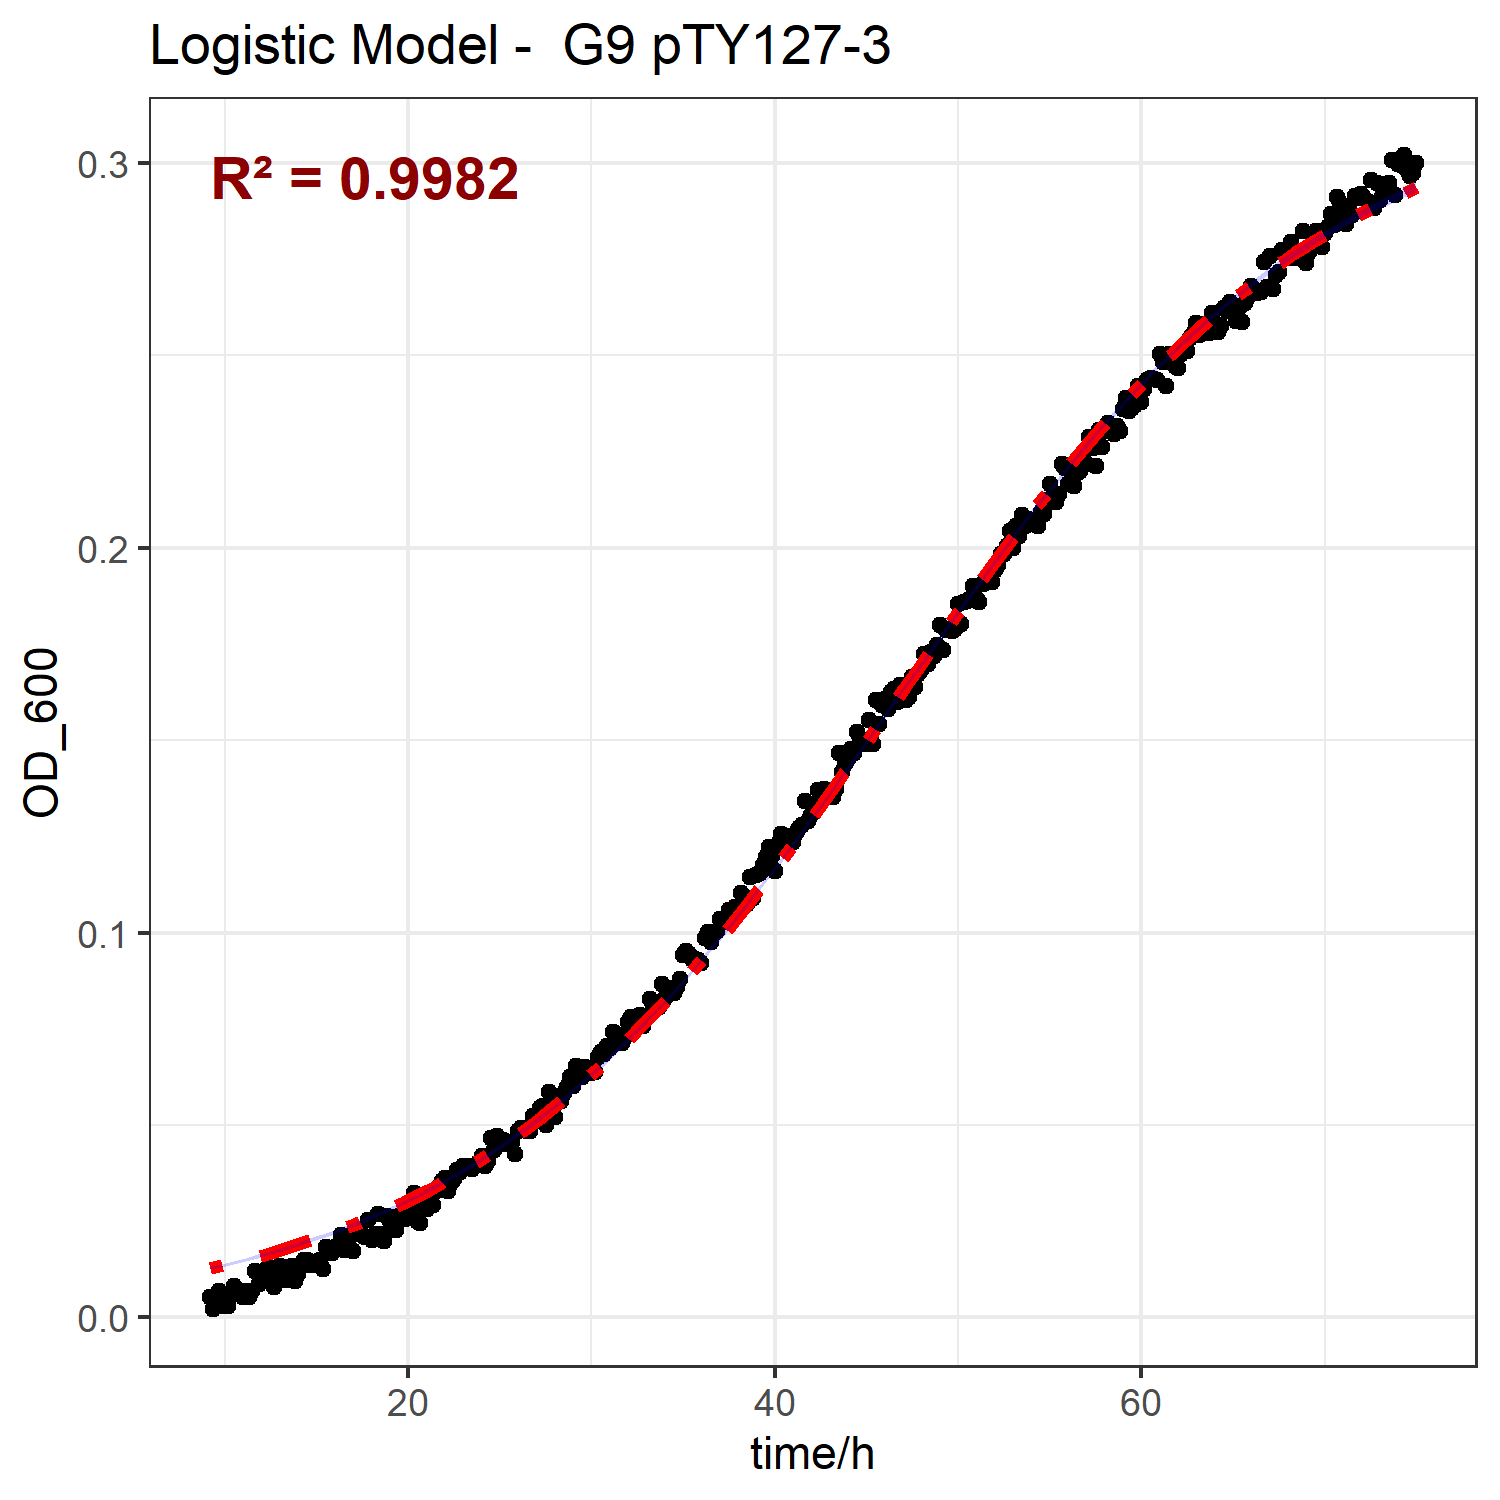 Logistic Model -  G9 pTY127-3
R² = 0.9982
0.3
0.2
0.1
0.0
OD_600
20 40 60
time/h